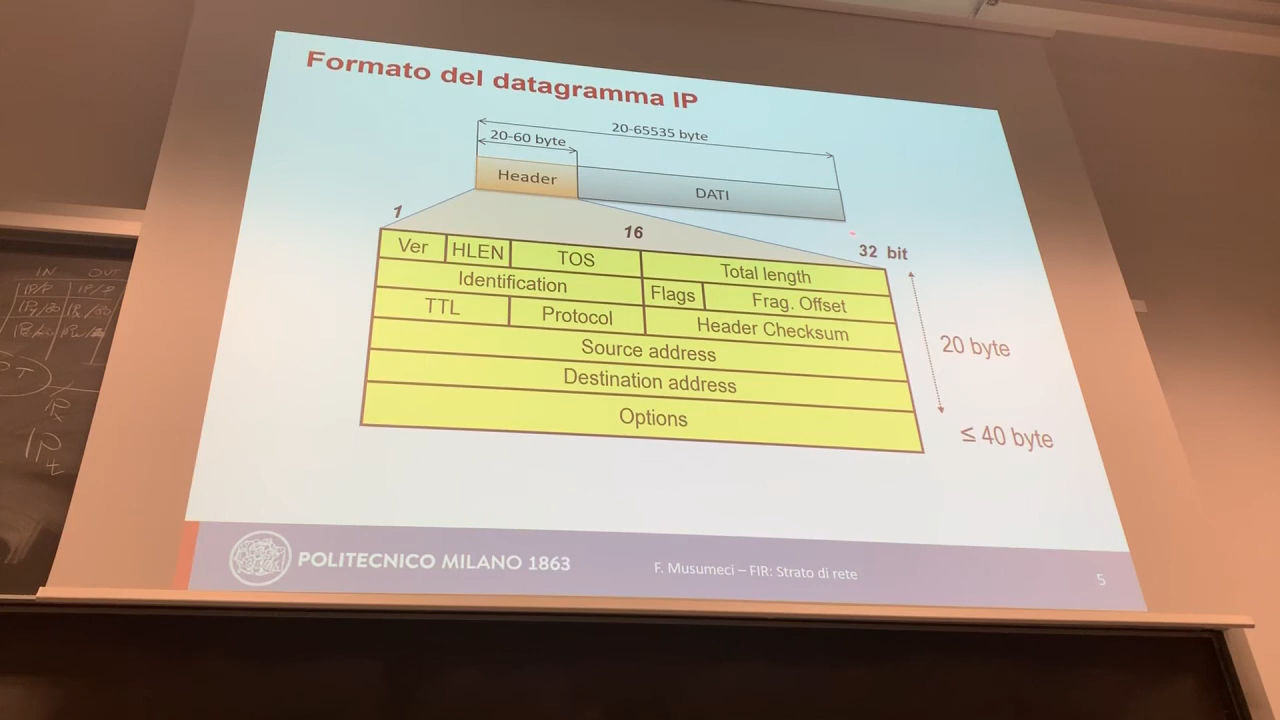 Formato del datagramma IP
20-65535 byte
20-60 byte
Header
DATI
1
16
32 bit
Ver HLEN TOS Total length
Identification Flags Frag. Offset
TTL Protocol Header Checksum
Source address
Destination address
Options
20 byte
≤ 40 byte
POLITECNICO MILANO 1863
F. Musumeci – FIR: Strato di rete
5
IN OUT